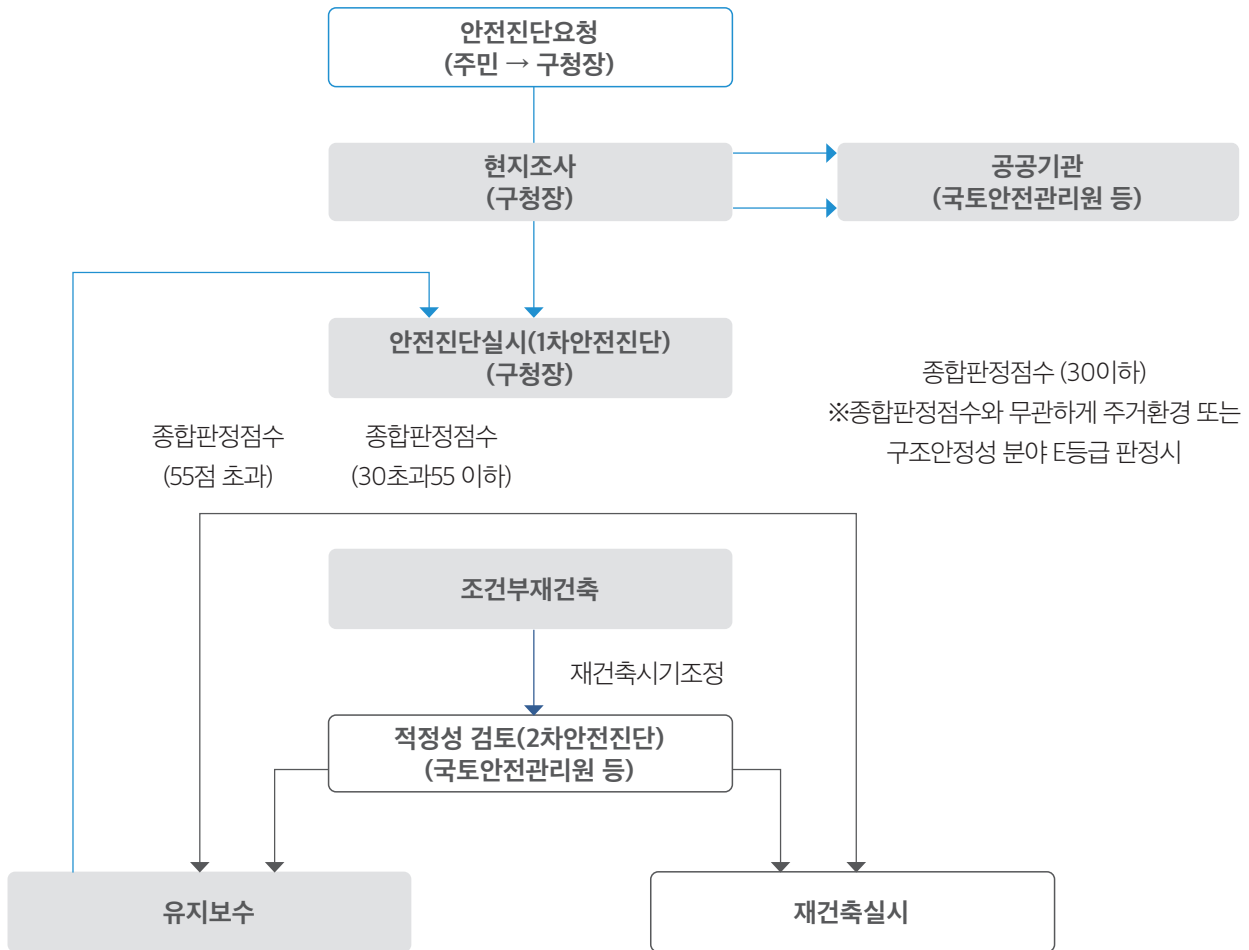 안전진단요청
(주민 → 구청장)
현지조사
(구청장)
공공기관
(국토안전관리원 등)
안전진단실시(1차안전진단)
(구청장)
종합판정점수
(55점 초과)
종합판정점수
(30초과55 이하)
종합판정점수 (30이하)
※종합판정점수와 무관하게 주거환경 또는
구조안정성 분야 E등급 판정시
조건부재건축
재건축시기조정
적정성 검토(2차안전진단)
(국토안전관리원 등)
유지보수
재건축실시